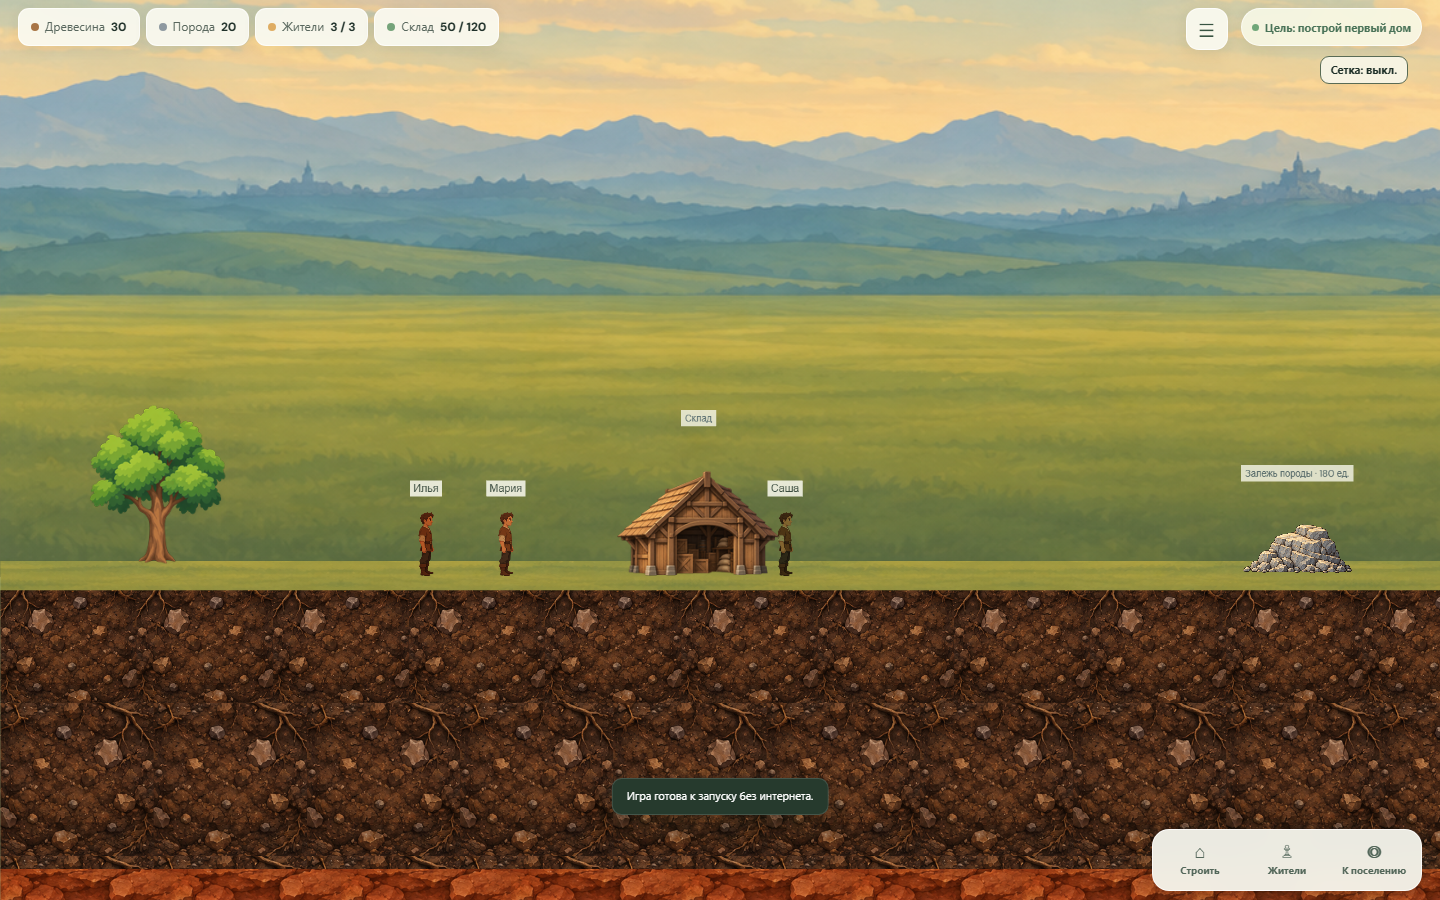 Древесина 30
Порода 20
Жители 3 / 3
Склад 50 / 120
Цель: построй первый дом
Сетка: выкл.
Склад
Залежь породы · 180 ед.
Илья
Мария
Саша
Игра готова к запуску без интернета.
Строить
Жители
К поселению